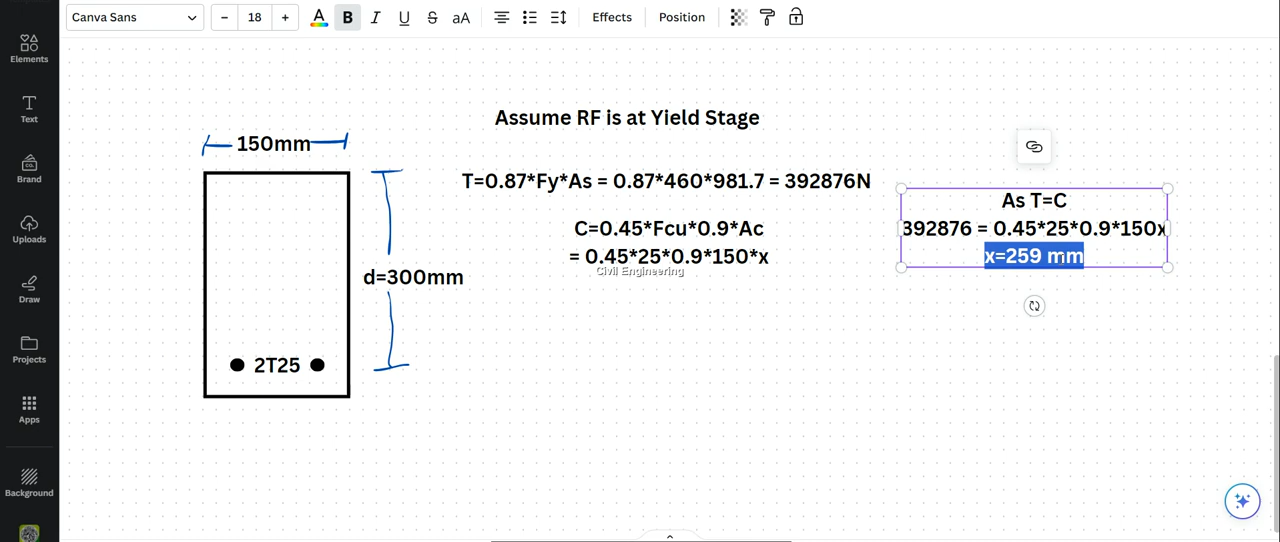 Canva Sans
– 18 +
A B I U S aA
Effects
Position
Elements
Text
Brand
Uploads
Draw
Projects
Apps
Background
Assume RF is at Yield Stage
150mm
T=0.87*Fy*As = 0.87*460*981.7 = 392876N
C=0.45*Fcu*0.9*Ac
= 0.45*25*0.9*150*x
Civil Engineering
d=300mm
2T25
As T=C
392876 = 0.45*25*0.9*150x
x=259 mm